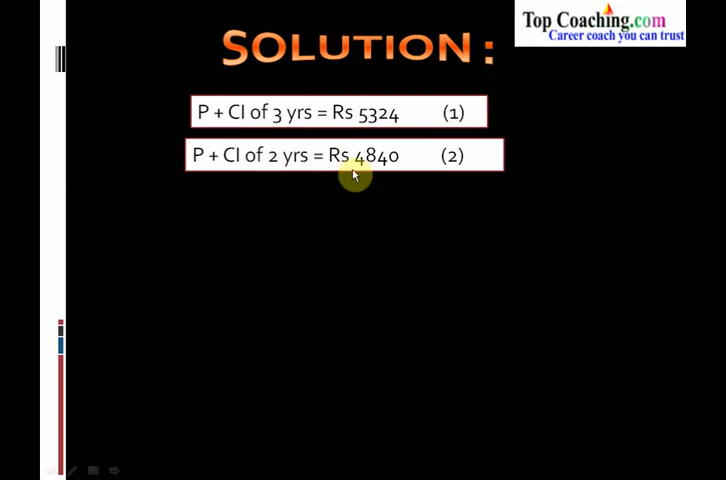 Top Coaching.com
Career coach you can trust
SOLUTION :
P + CI of 3 yrs = Rs 5324 (1)
P + CI of 2 yrs = Rs 4840 (2)